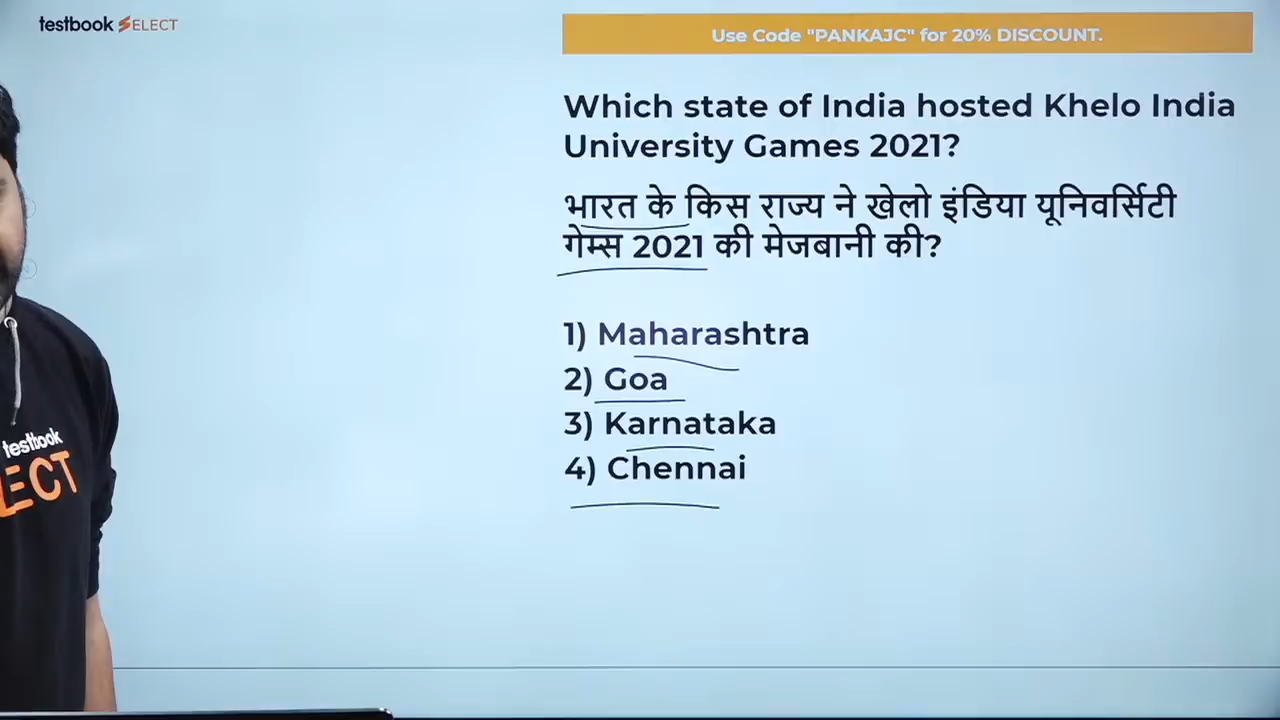 testbook SELECT
Use Code "PANKAJC" for 20% DISCOUNT.
Which state of India hosted Khelo India
University Games 2021?
भारत के किस राज्य ने खेलो इंडिया यूनिवर्सिटी
गेम्स 2021 की मेजबानी की?
1) Maharashtra
2) Goa
3) Karnataka
4) Chennai
testbook
LECT